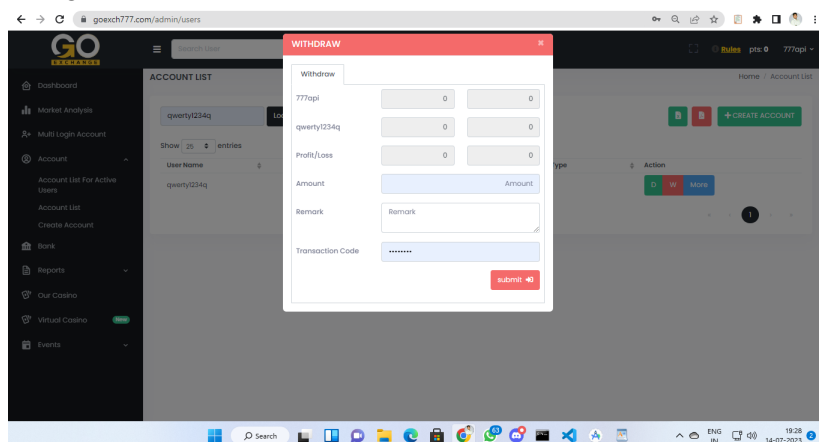 goexch777.com/admin/users
GO
EXCHANGE
Search User
WITHDRAW
Rules pts: 0 777api
ACCOUNT LIST
Home / Account List
Dashboard
Market Analysis
Multi Login Account
Account
Account List For Active Users
Account List
Create Account
Bank
Reports
Our Casino
Virtual Casino New
Events
qwerty1234q
Loa
+CREATE ACCOUNT
Show 25 entries
User Name
Type
Action
qwerty1234q
D W More
1
Withdraw
777api 0 0
qwerty1234q 0 0
Profit/Loss 0 0
Amount Amount
Remark Remark
Transaction Code ••••••••
submit
Search
63
ENG
IN
19:28
14-07-2023
2